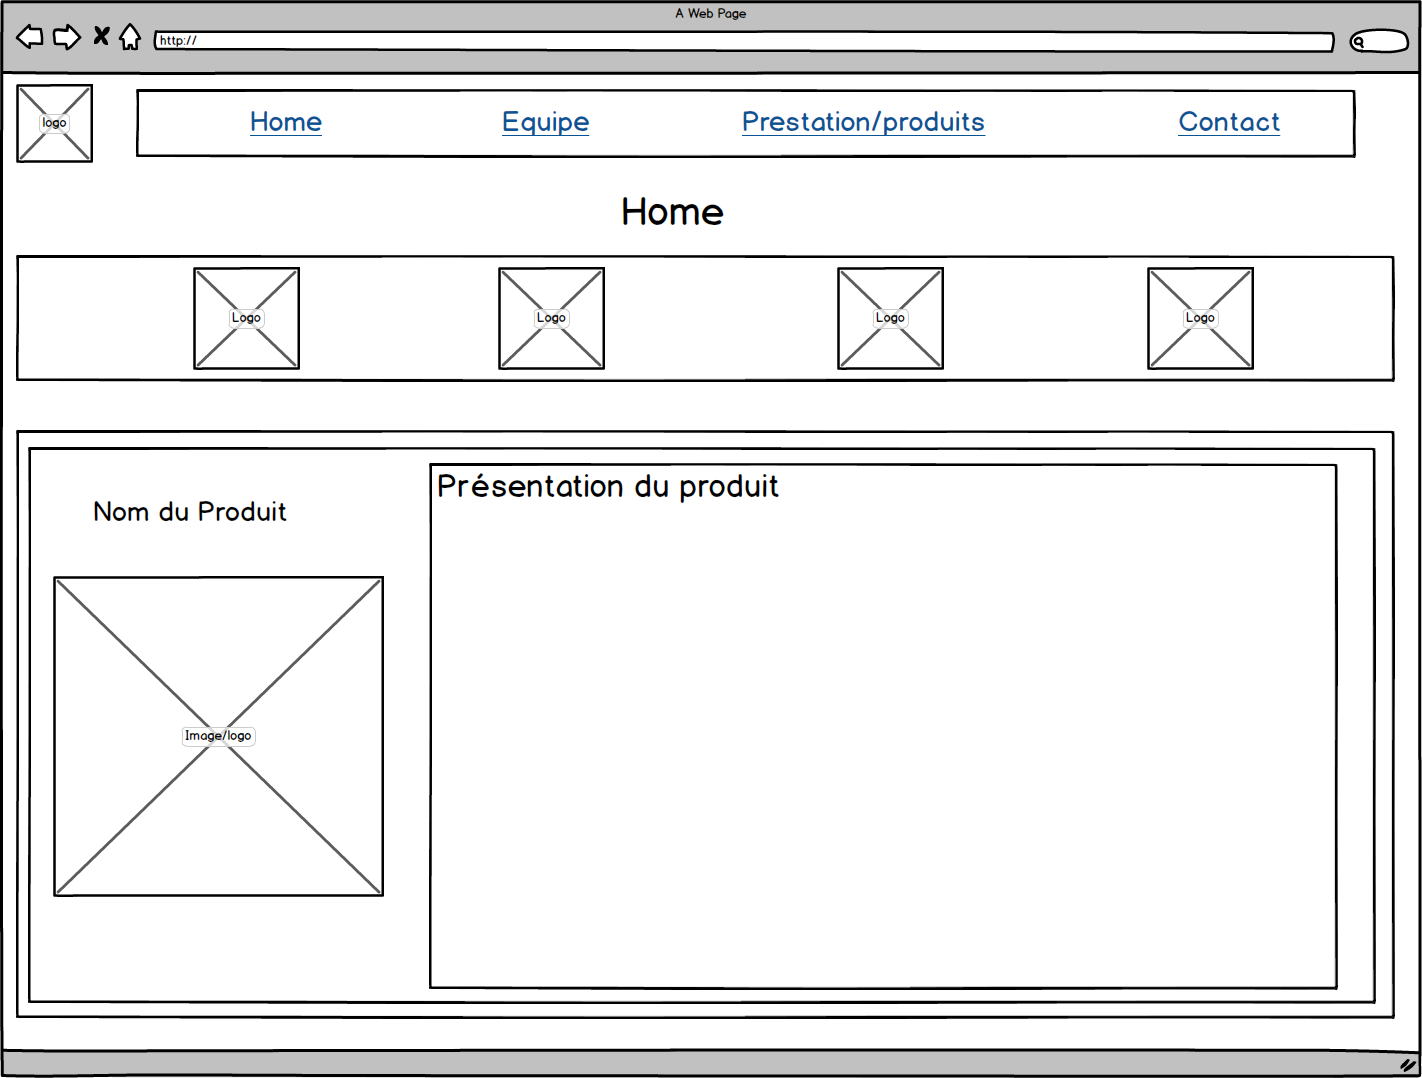 A Web Page
http://
logo
Home
Equipe
Prestation/produits
Contact
Home
Logo
Logo
Logo
Logo
Nom du Produit
Présentation du produit
Image/logo